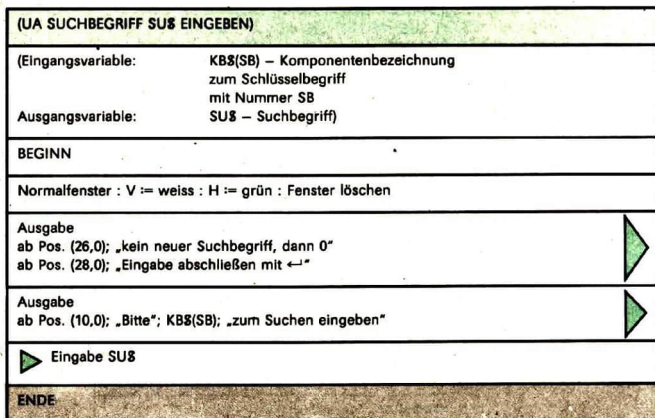 (UA SUCHBEGRIFF SU$ EINGEBEN)
(Eingangsvariable: KB$(SB) – Komponentenbezeichnung
zum Schlüsselbegriff
mit Nummer SB
Ausgangsvariable: SU$ – Suchbegriff)
BEGINN
Normalfenster : V := weiss : H := grün : Fenster löschen
Ausgabe
ab Pos. (26,0); „kein neuer Suchbegriff, dann 0"
ab Pos. (28,0); „Eingabe abschließen mit ↵"
Ausgabe
ab Pos. (10,0); „Bitte"; KB$(SB); „zum Suchen eingeben"
Eingabe SU$
ENDE